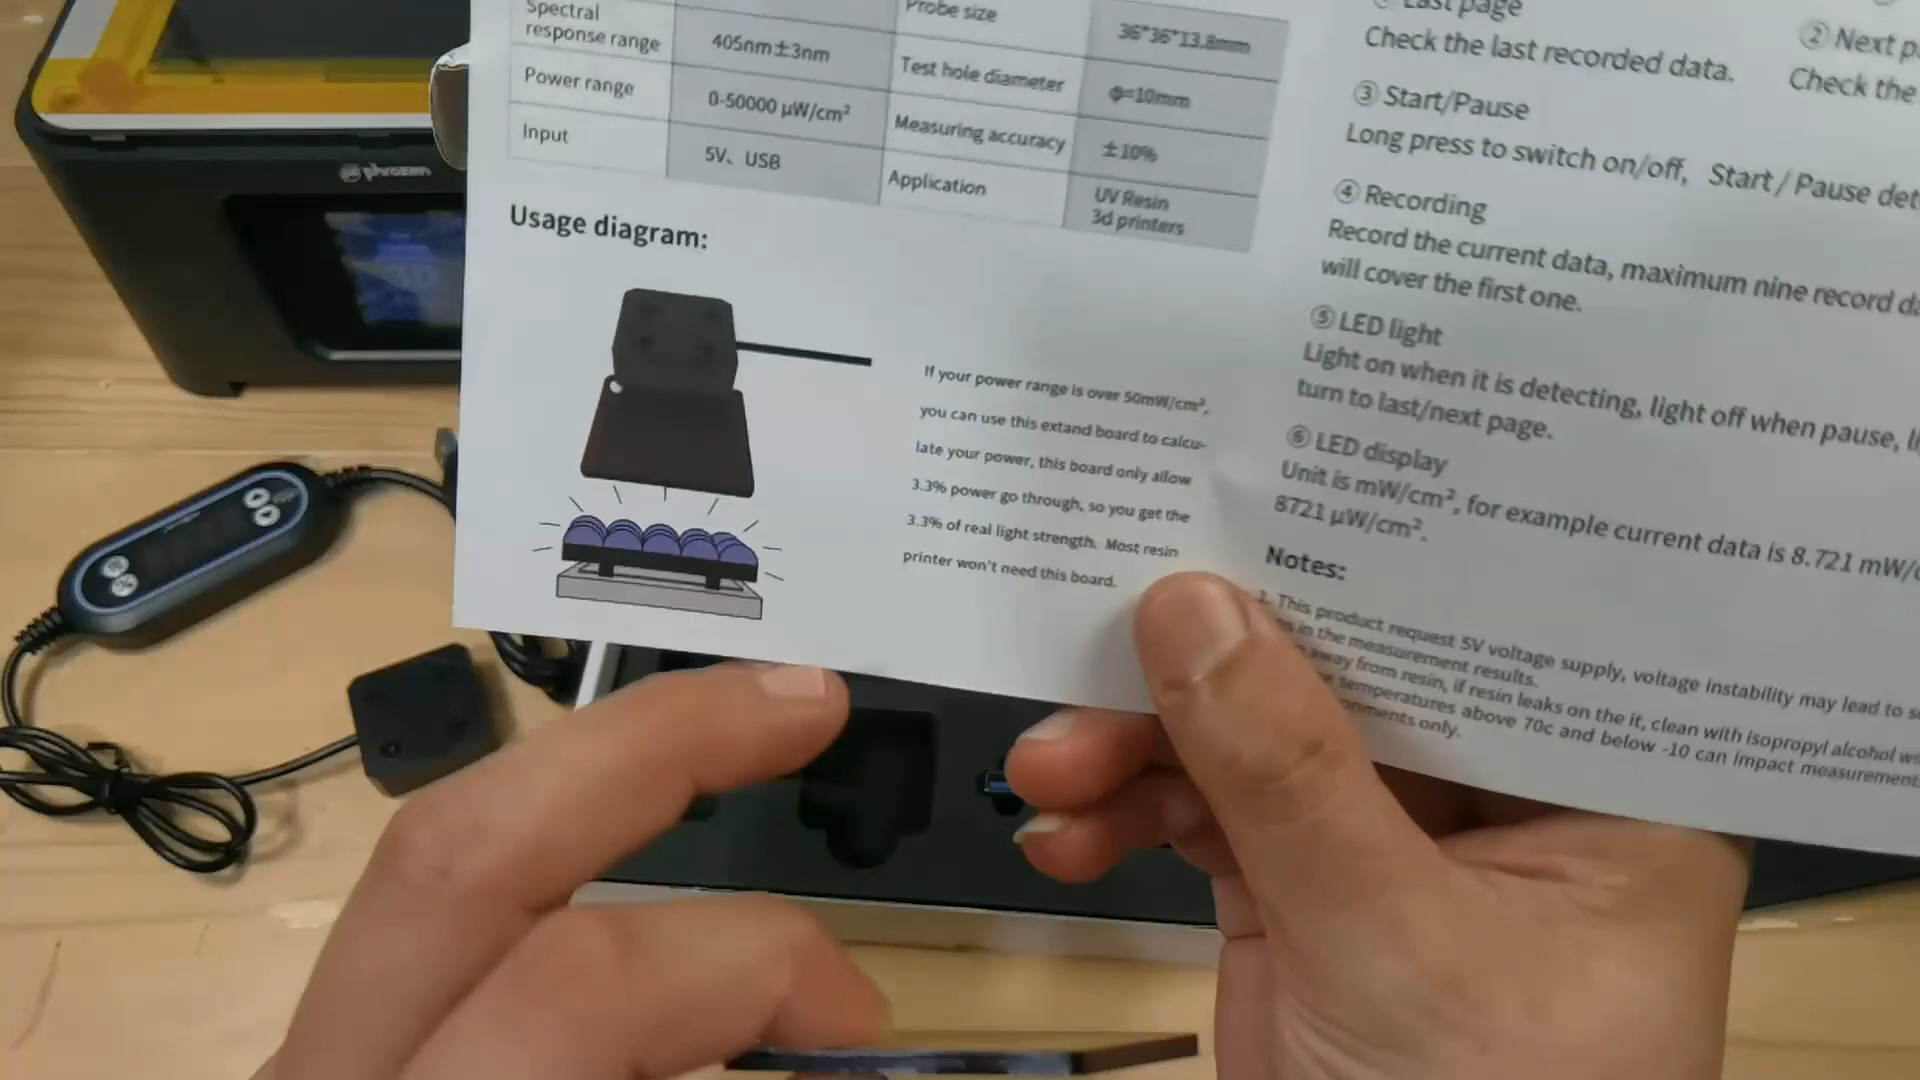 Spectral
response range
405nm±3nm
Probe size
36*36*13.8mm
Power range
0-50000 μW/cm²
Test hole diameter
Φ=10mm
Input
5V、USB
Measuring accuracy
±10%
Application
UV Resin
3d printers
Usage diagram:
If your power range is over 50mW/cm²,
you can use this extand board to calcu-
late your power, this board only allow
3.3% power go through, so you get the
3.3% of real light strength. Most resin
printer won't need this board.
Last page
Check the last recorded data.
② Next
Check the
③ Start/Pause
Long press to switch on/off, Start / Pause
④ Recording
Record the current data, maximum nine record
will cover the first one.
⑤ LED light
Light on when it is detecting, light off when pause,
turn to last/next page.
⑥ LED display
Unit is mW/cm², for example current data is 8.721
8721 μW/cm².
Notes:
This product request 5V voltage supply, voltage instability may lead to
in the measurement results.
away from resin, if resin leaks on the it, clean with isopropyl alcohol
temperatures above 70c and below -10 can impact
only.
phrozen